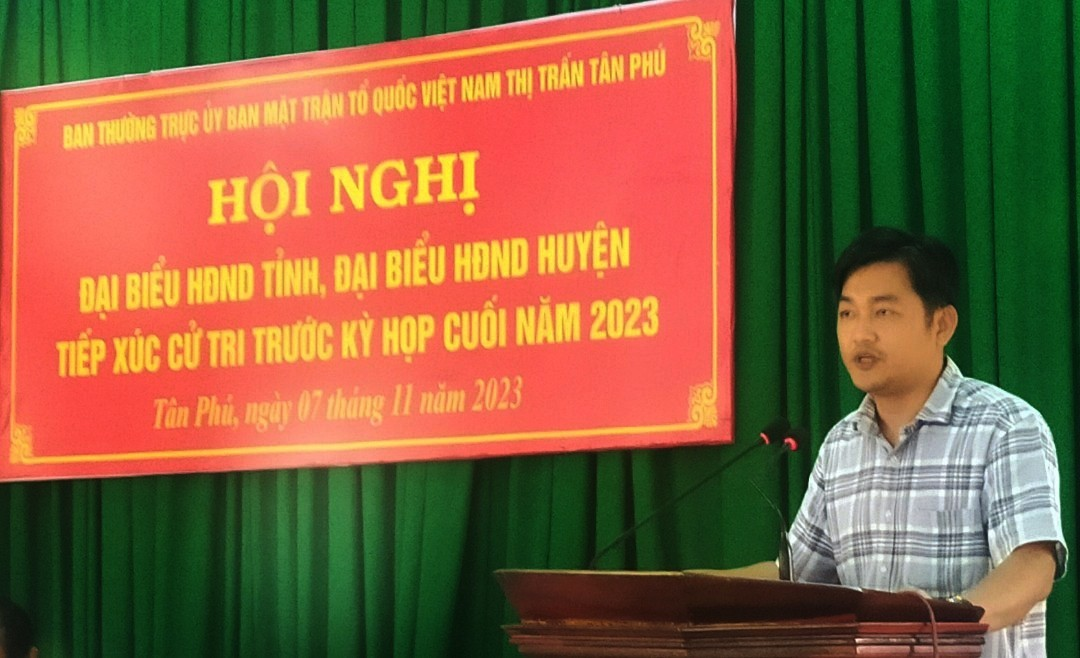 BAN THƯỜNG TRỰC ỦY BAN MẶT TRẬN TỔ QUỐC VIỆT NAM THỊ TRẤN TÂN PHÚ
HỘI NGHỊ
ĐẠI BIỂU HĐND TỈNH, ĐẠI BIỂU HĐND HUYỆN
TIẾP XÚC CỬ TRI TRƯỚC KỲ HỌP CUỐI NĂM 2023
Tân Phú, ngày 07 tháng 11 năm 2023